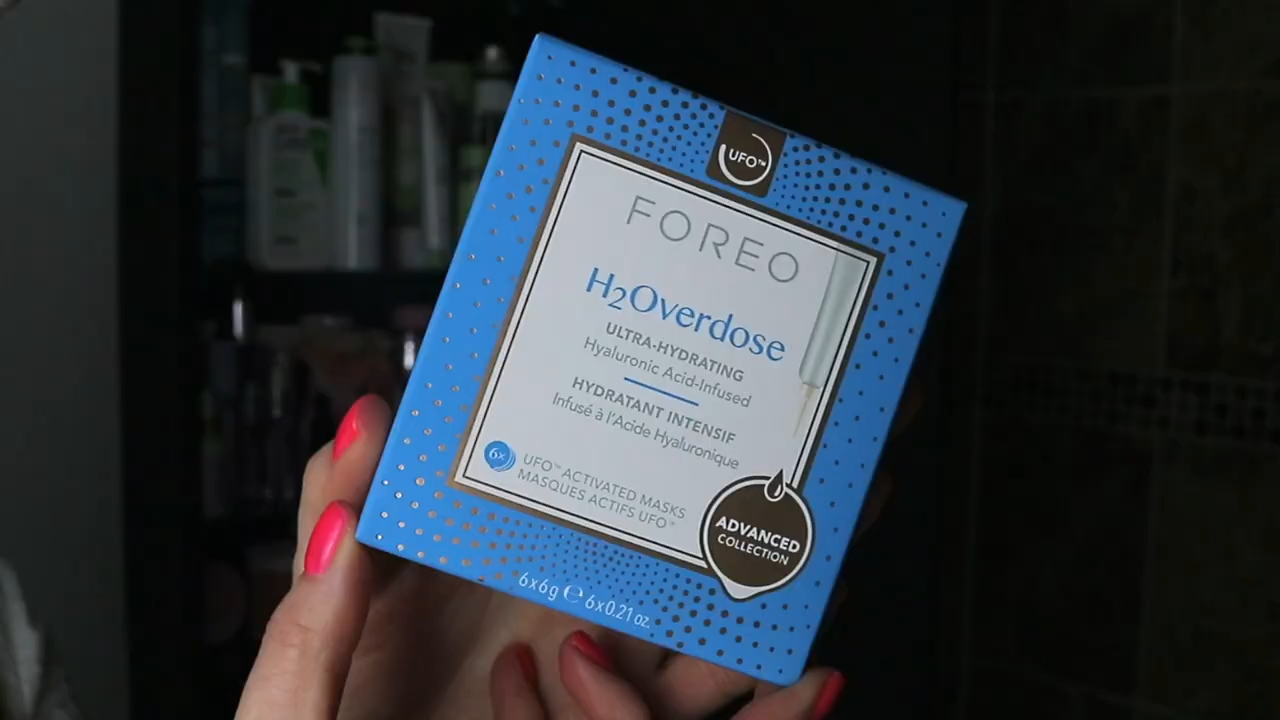 UFO™
FOREO
H2Overdose
ULTRA-HYDRATING
Hyaluronic Acid-Infused
HYDRATANT INTENSIF
Infusé à l'Acide Hyaluronique
6x
UFO™ ACTIVATED MASKS
MASQUES ACTIFS UFO™
ADVANCED
COLLECTION
6x6g ℮ 6x0.21 oz.